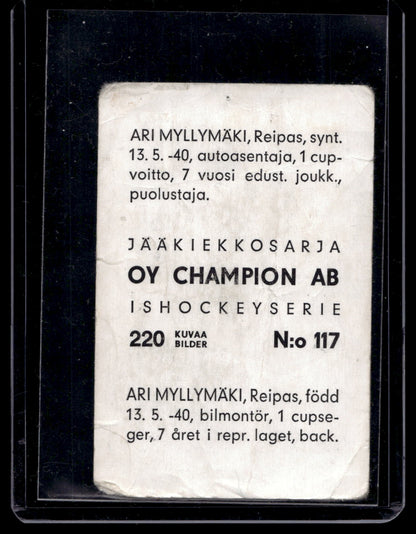 ARI MYLLYMÄKI, Reipas, synt.
13. 5. -40, autoasentaja, 1 cup-
voitto, 7 vuosi edust. joukk.,
puolustaja.
JÄÄKIEKKOSARJA
OY CHAMPION AB
ISHOCKEYSERIE
220 KUVAA BILDER N:o 117
ARI MYLLYMÄKI, Reipas, född
13. 5. -40, bilmontör, 1 cupse-
ger, 7 året i repr. laget, back.